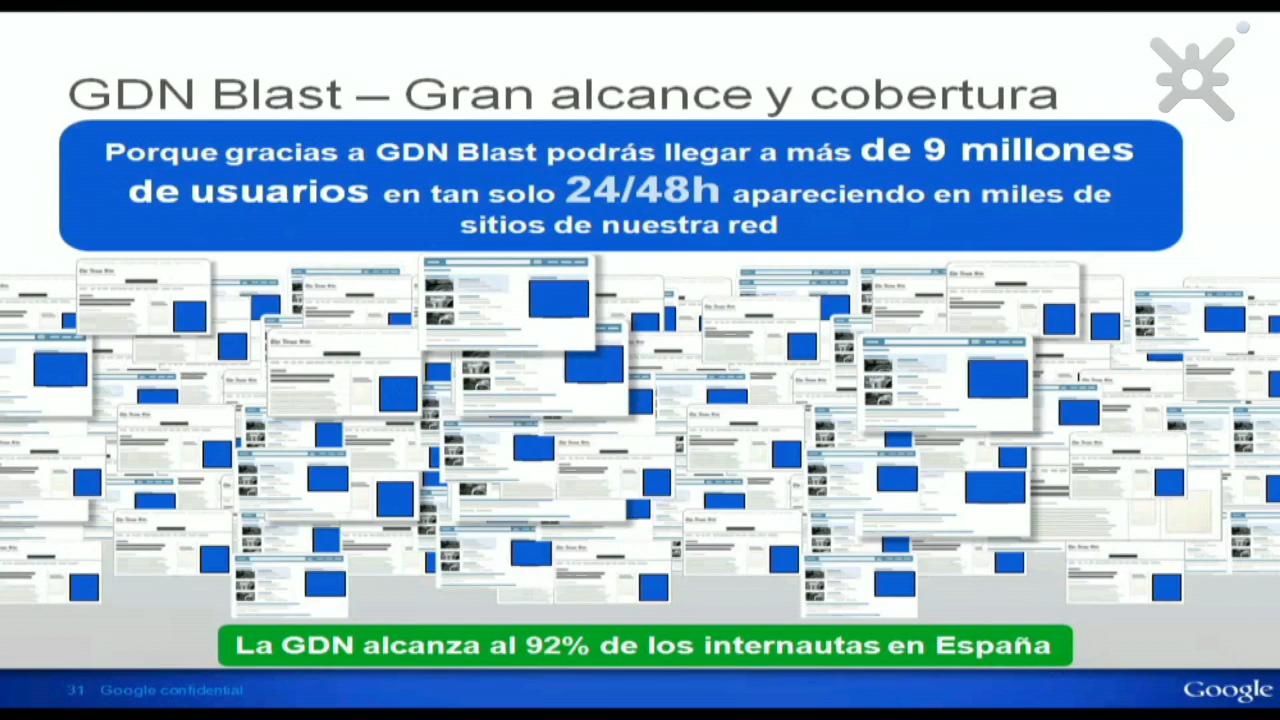 GDN Blast – Gran alcance y cobertura
Porque gracias a GDN Blast podrás llegar a más de 9 millones
de usuarios en tan solo 24/48h apareciendo en miles de
sitios de nuestra red
La GDN alcanza al 92% de los internautas en España
31 Google confidential
Google